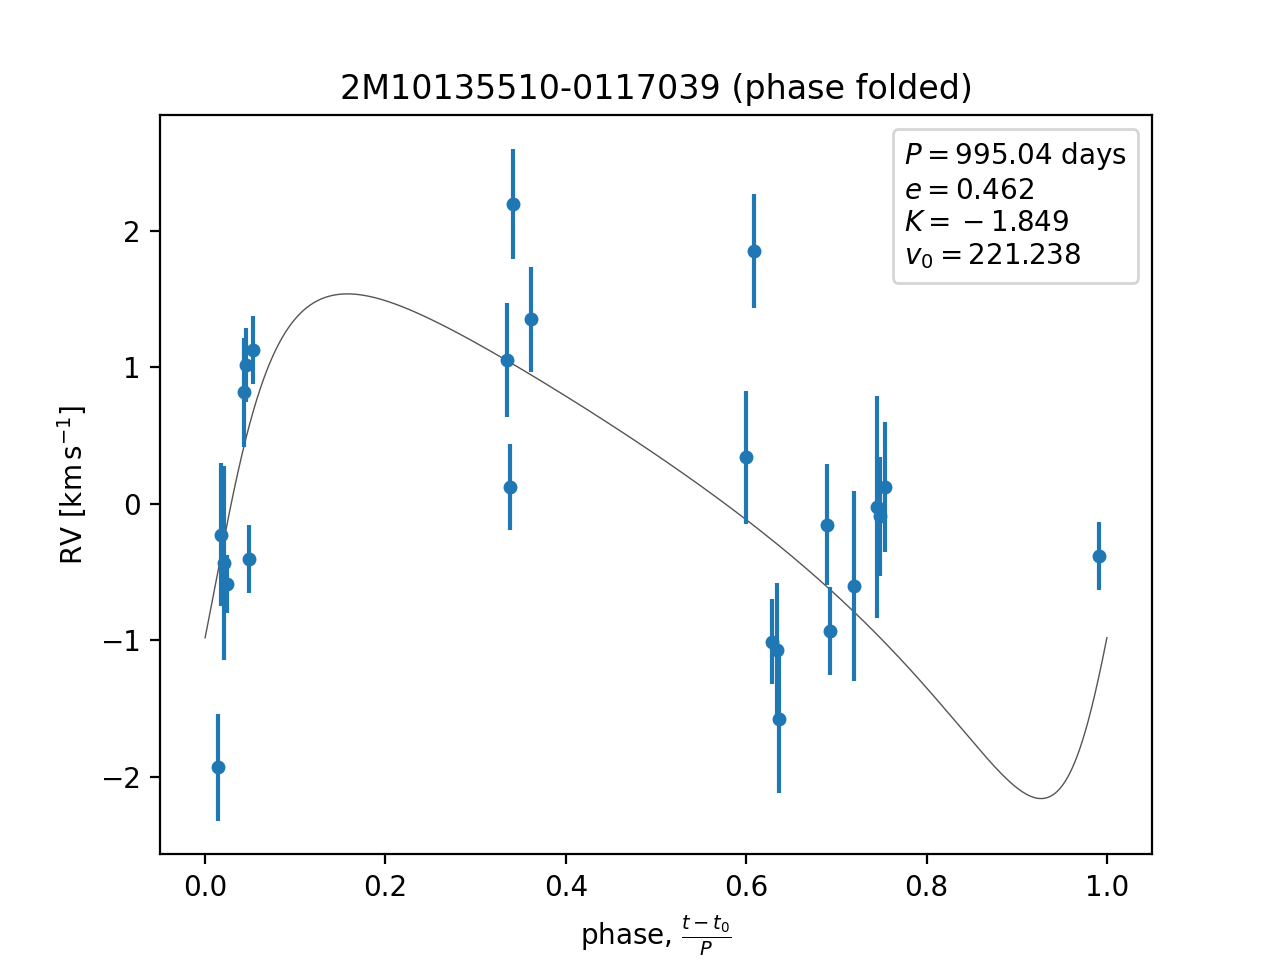 2M10135510-0117039 (phase folded)
P = 995.04 days
e = 0.462
K = −1.849
v₀ = 221.238
RV [km s⁻¹]
2
1
0
−1
−2
0.0 0.2 0.4 0.6 0.8 1.0
phase, (t − t₀)/P